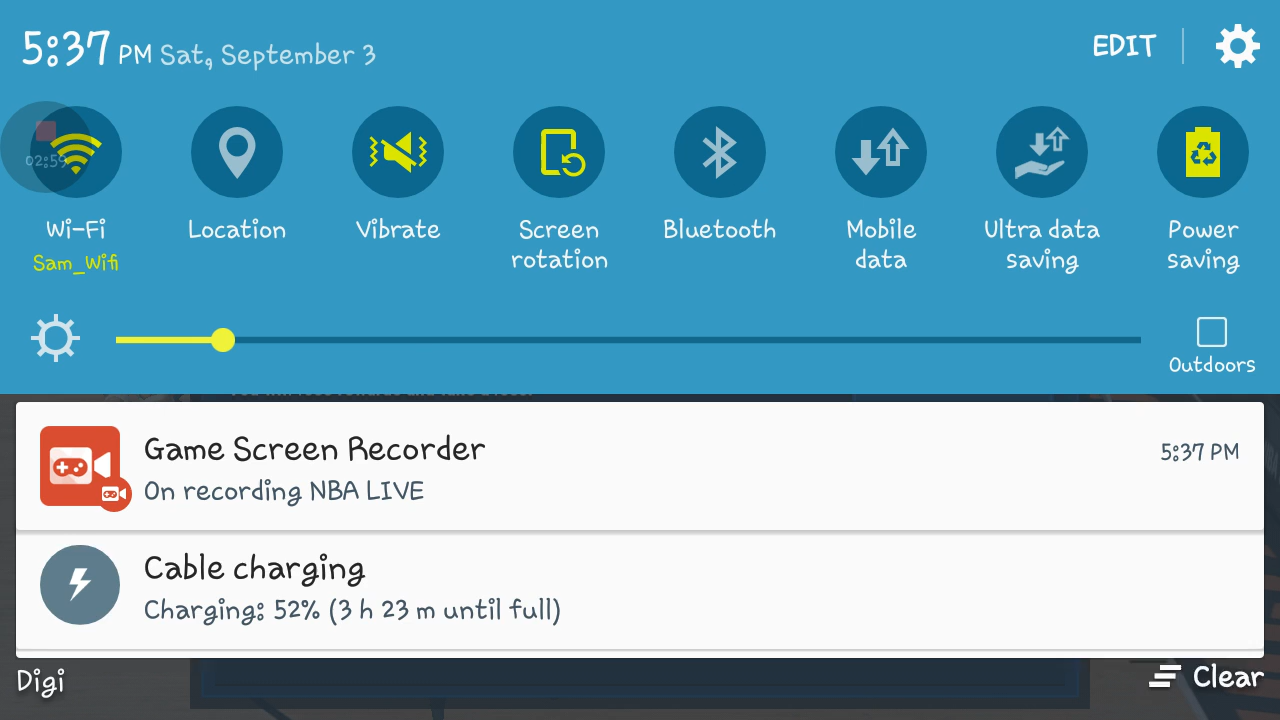 5:37 PM Sat, September 3
EDIT
02:59
Wi-Fi
Sam_Wifi
Location
Vibrate
Screen
rotation
Bluetooth
Mobile
data
Ultra data
saving
Power
saving
Outdoors
Game Screen Recorder
5:37 PM
On recording NBA LIVE
Cable charging
Charging: 52% (3 h 23 m until full)
Digi
Clear